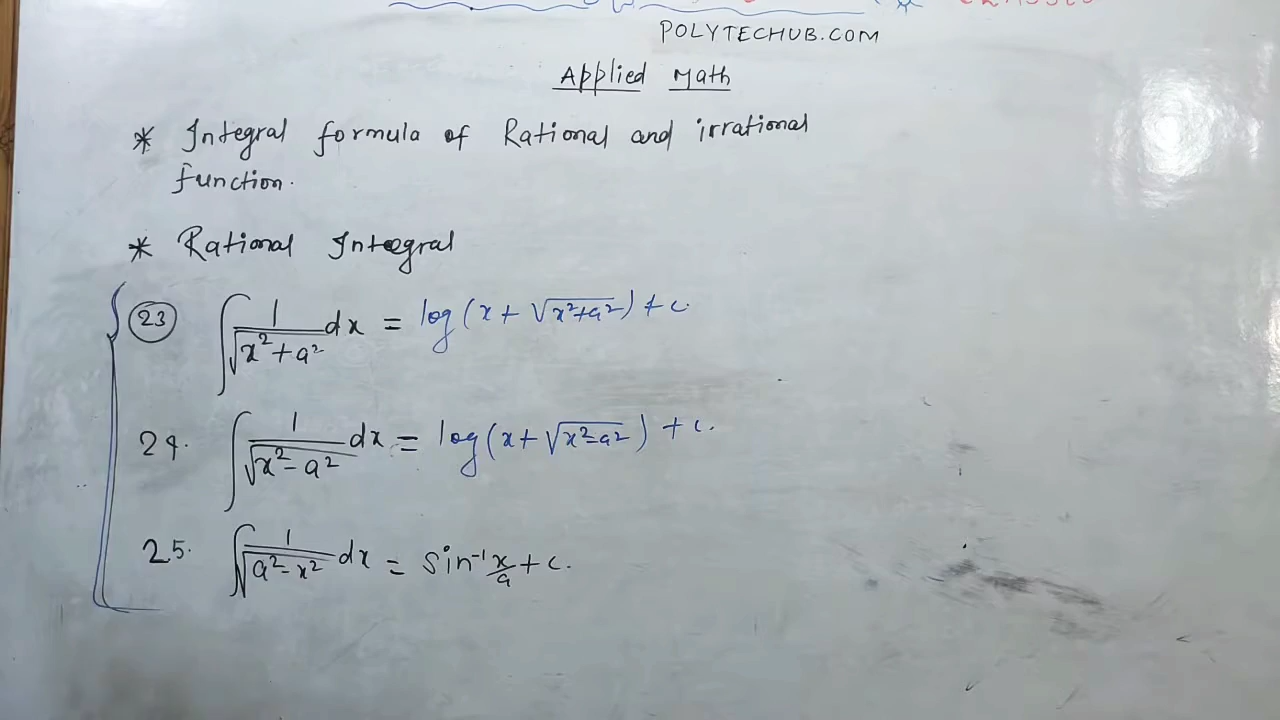 POLYTECHUB.COM
Applied Math
* Integral formula of Rational and irrational
function.
* Rational Integral
23 ∫ 1/√(x²+a²) dx = log(x + √(x²+a²)) + c.
24. ∫ 1/√(x²-a²) dx = log(x + √(x²-a²)) + c.
25. ∫ 1/√(a²-x²) dx = sin⁻¹ x/a + c.